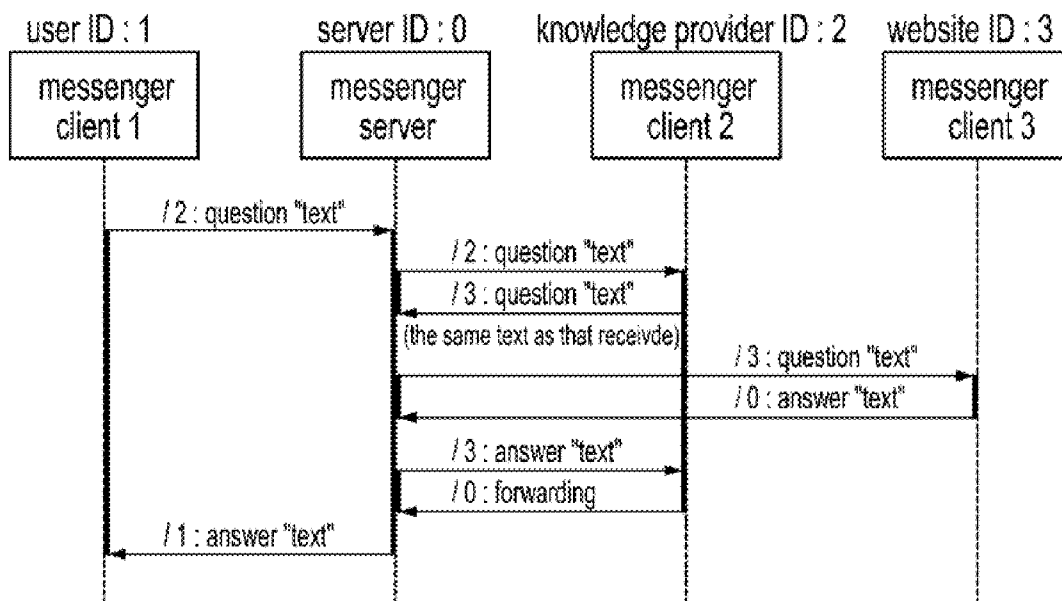 user ID : 1
server ID : 0
knowledge provider ID : 2
website ID : 3
messenger
client 1
messenger
server
messenger
client 2
messenger
client 3
/ 2 : question "text"
/ 2 : question "text"
/ 3 : question "text"
(the same text as that receivde)
/ 3 : question "text"
/ 0 : answer "text"
/ 3 : answer "text"
/ 0 : forwarding
/ 1 : answer "text"